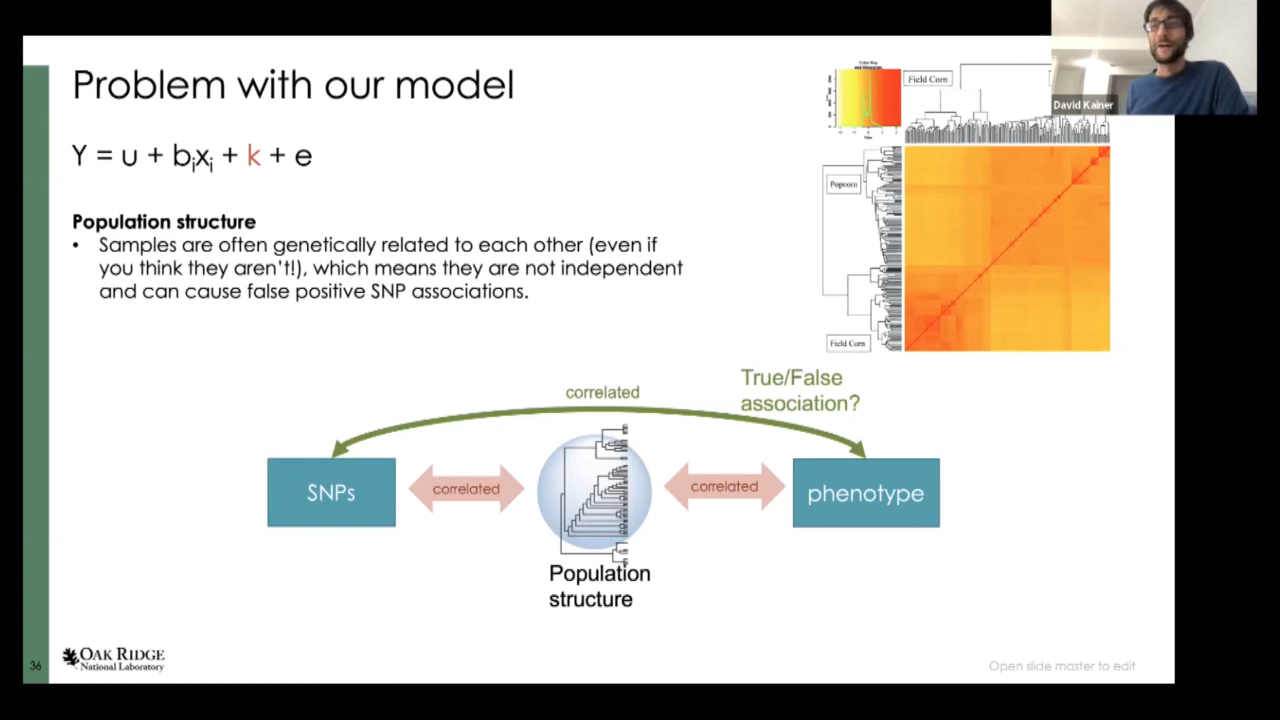 Problem with our model
Y = u + bᵢxᵢ + k + e
Population structure
• Samples are often genetically related to each other (even if
you think they aren't!), which means they are not independent
and can cause false positive SNP associations.
Field Corn
David Kainer
Popcorn
Field Corn
True/False
association?
correlated
SNPs
correlated
correlated
phenotype
Population
structure
36
OAK RIDGE
National Laboratory
Open slide master to edit